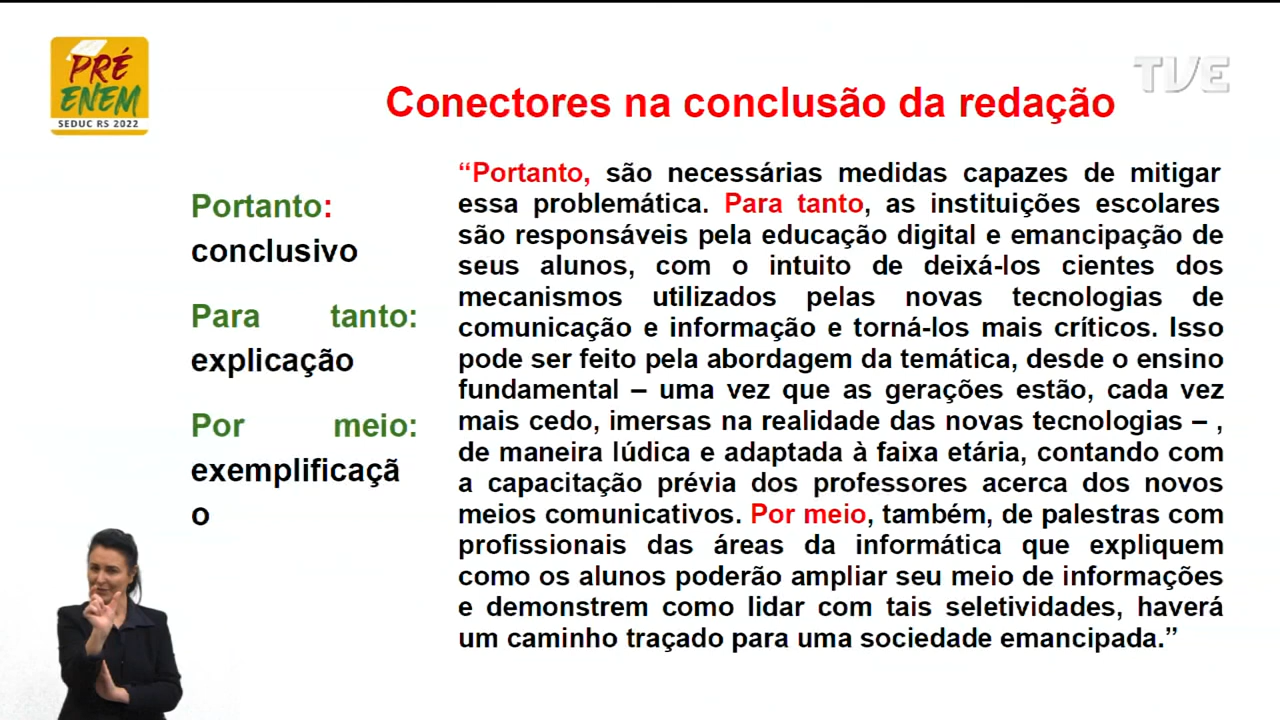 PRÉ
ENEM
SEDUC RS 2022
TVE
Conectores na conclusão da redação
Portanto:
conclusivo
Para tanto:
explicação
Por meio:
exemplificaçã
o
“Portanto, são necessárias medidas capazes de mitigar
essa problemática. Para tanto, as instituições escolares
são responsáveis pela educação digital e emancipação de
seus alunos, com o intuito de deixá-los cientes dos
mecanismos utilizados pelas novas tecnologias de
comunicação e informação e torná-los mais críticos. Isso
pode ser feito pela abordagem da temática, desde o ensino
fundamental – uma vez que as gerações estão, cada vez
mais cedo, imersas na realidade das novas tecnologias – ,
de maneira lúdica e adaptada à faixa etária, contando com
a capacitação prévia dos professores acerca dos novos
meios comunicativos. Por meio, também, de palestras com
profissionais das áreas da informática que expliquem
como os alunos poderão ampliar seu meio de informações
e demonstrem como lidar com tais seletividades, haverá
um caminho traçado para uma sociedade emancipada.”